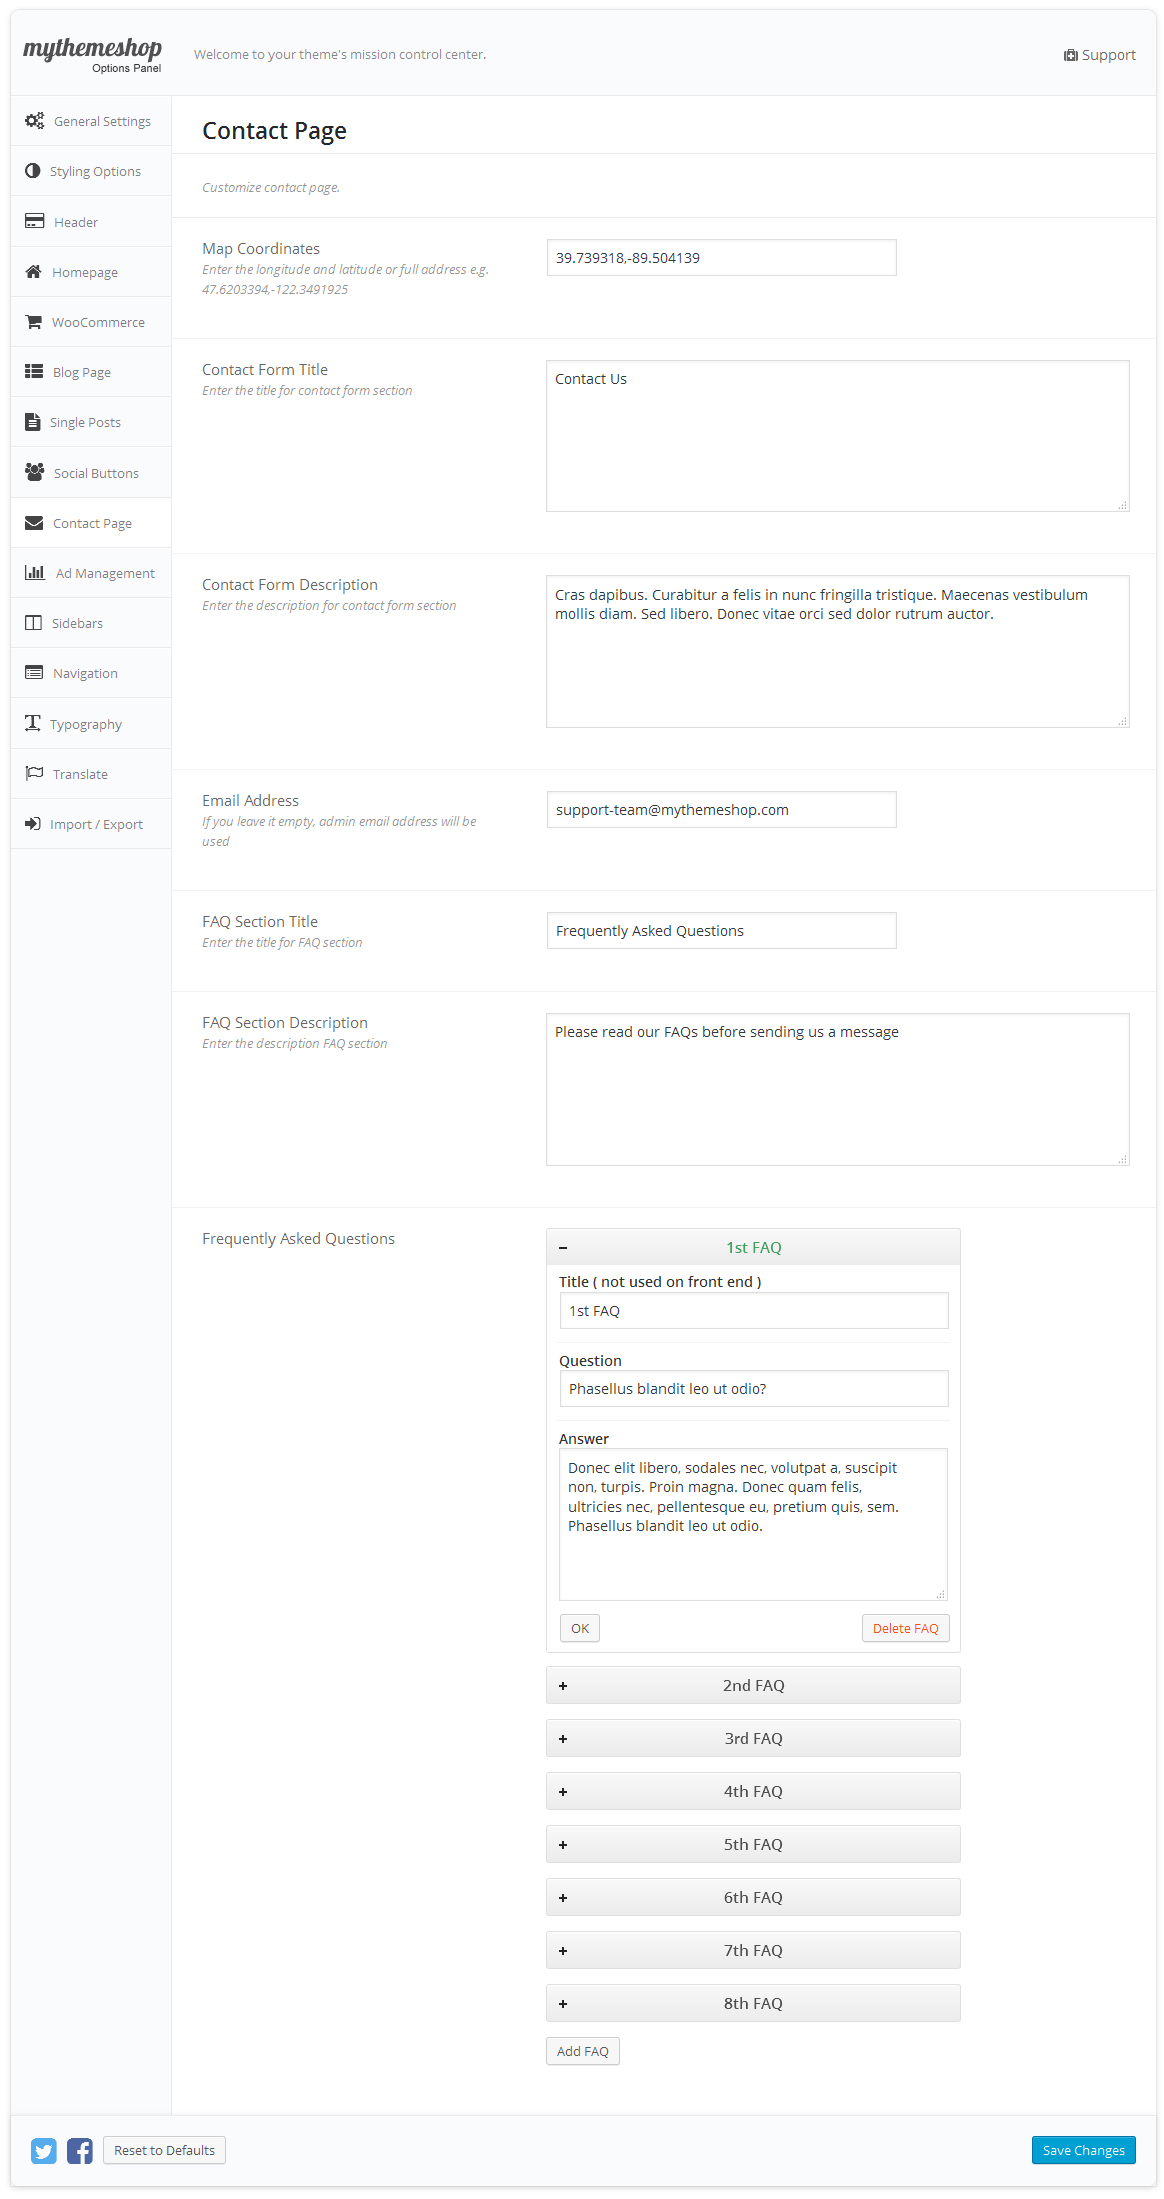 mythemeshop
Options Panel
Welcome to your theme's mission control center.
Support
General Settings
Styling Options
Header
Homepage
WooCommerce
Blog Page
Single Posts
Social Buttons
Contact Page
Ad Management
Sidebars
Navigation
Typography
Translate
Import / Export
Contact Page
Customize contact page.
Map Coordinates
Enter the longitude and latitude or full address e.g.
47.6203394,-122.3491925
39.739318,-89.504139
Contact Form Title
Enter the title for contact form section
Contact Us
Contact Form Description
Enter the description for contact form section
Cras dapibus. Curabitur a felis in nunc fringilla tristique. Maecenas vestibulum
mollis diam. Sed libero. Donec vitae orci sed dolor rutrum auctor.
Email Address
If you leave it empty, admin email address will be
used
support-team@mythemeshop.com
FAQ Section Title
Enter the title for FAQ section
Frequently Asked Questions
FAQ Section Description
Enter the description FAQ section
Please read our FAQs before sending us a message
Frequently Asked Questions
1st FAQ
Title ( not used on front end )
1st FAQ
Question
Phasellus blandit leo ut odio?
Answer
Donec elit libero, sodales nec, volutpat a, suscipit
non, turpis. Proin magna. Donec quam felis,
ultricies nec, pellentesque eu, pretium quis, sem.
Phasellus blandit leo ut odio.
OK
Delete FAQ
2nd FAQ
3rd FAQ
4th FAQ
5th FAQ
6th FAQ
7th FAQ
8th FAQ
Add FAQ
Reset to Defaults
Save Changes